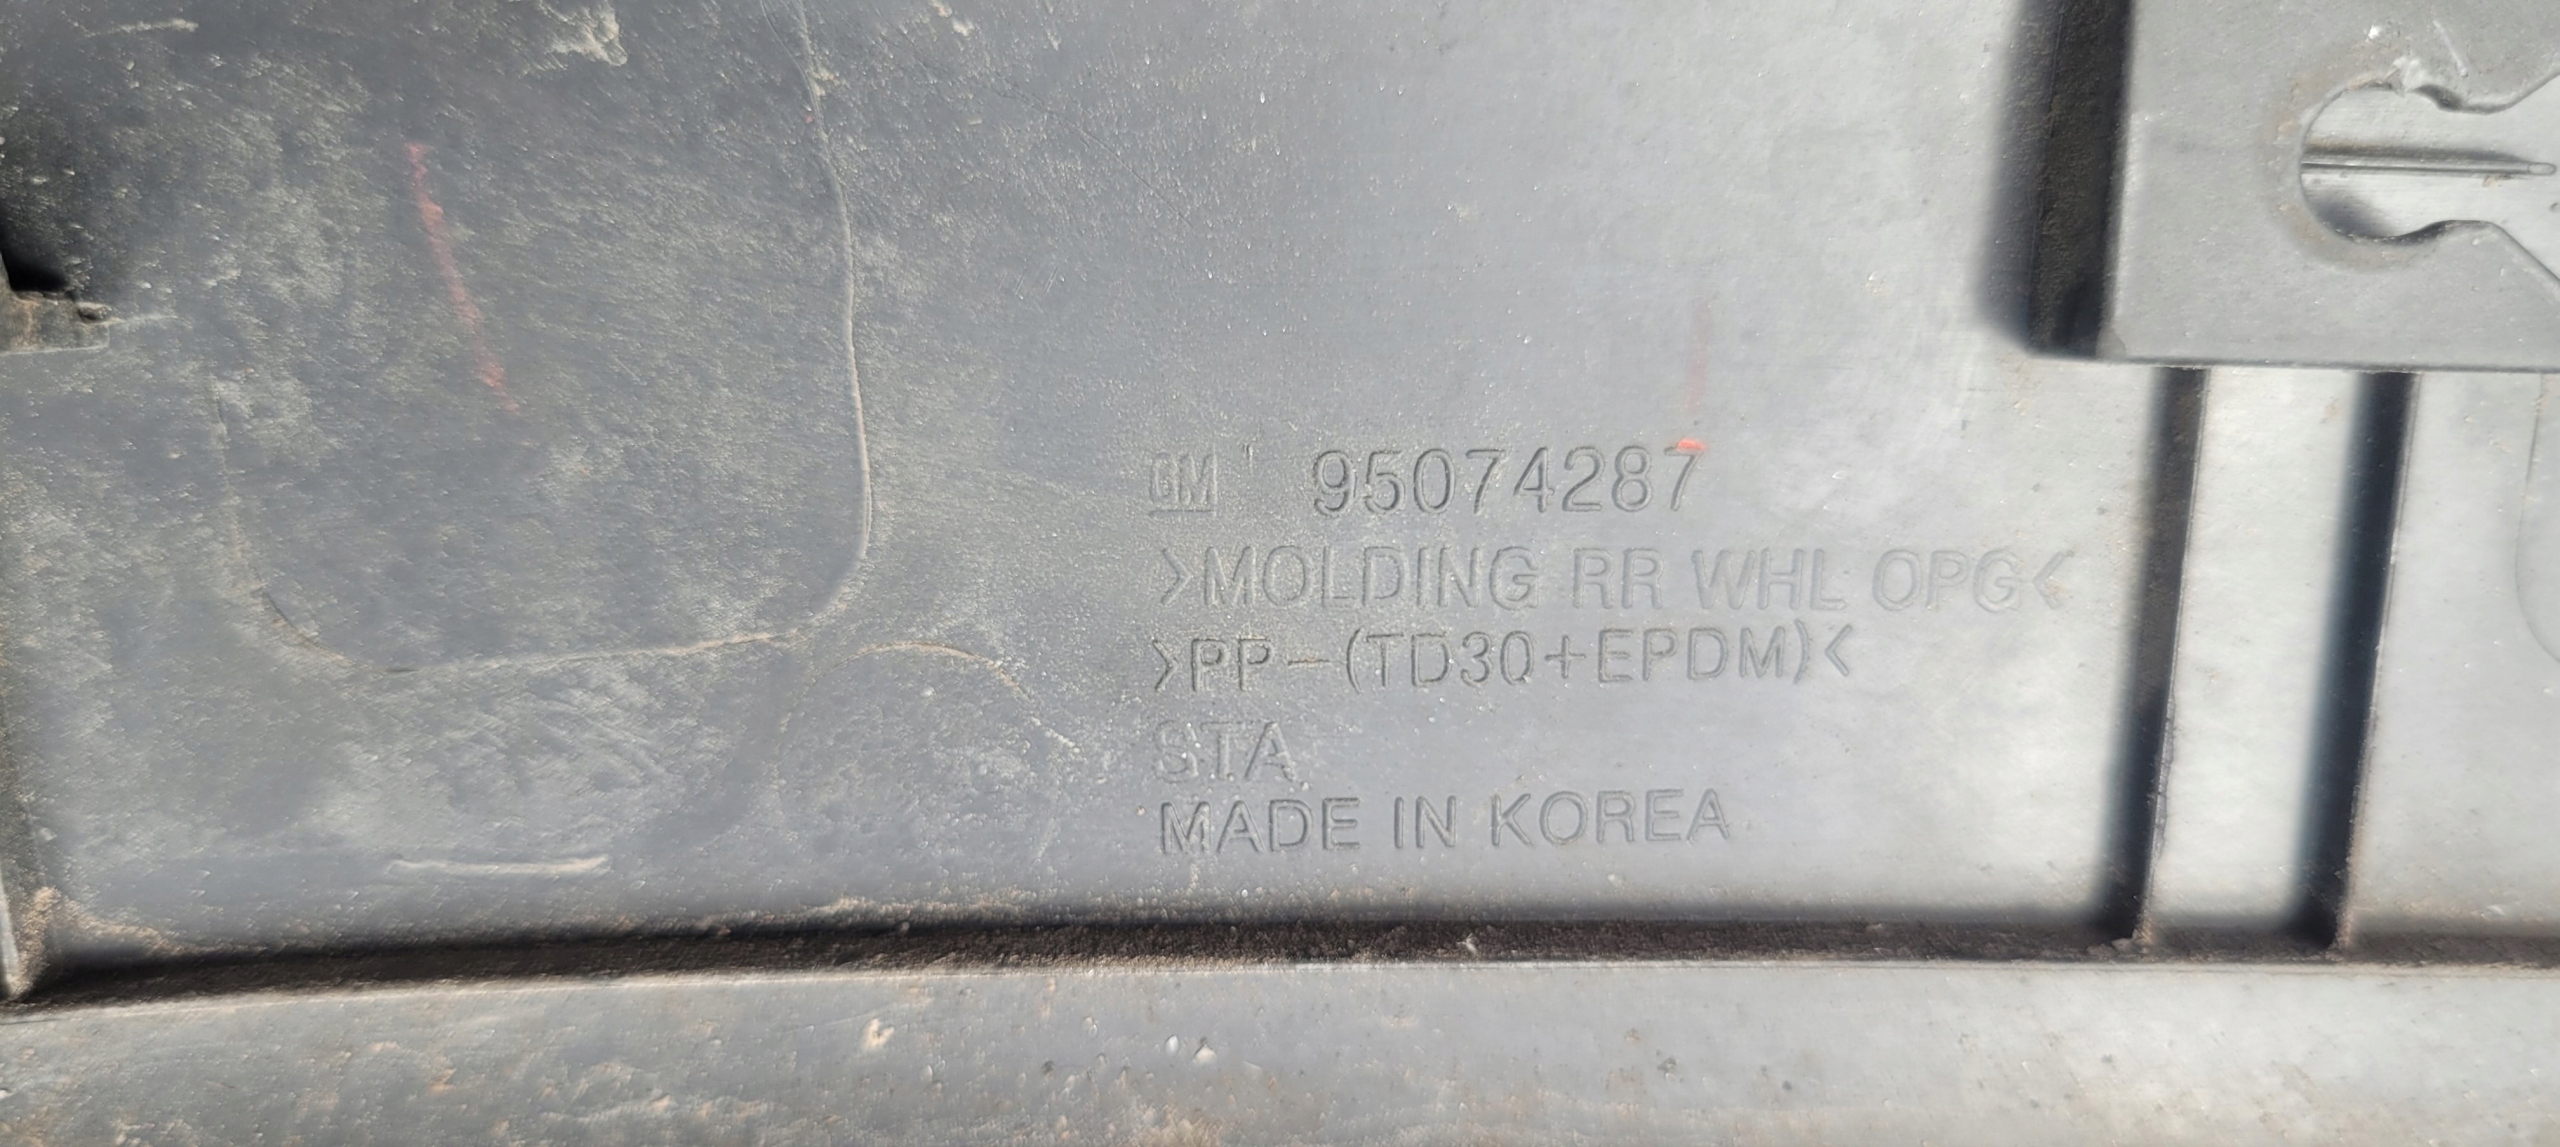 GM 95074287
>MOLDING RR WHL OPG<
>PP-(TD30+EPDM)<
STA
MADE IN KOREA